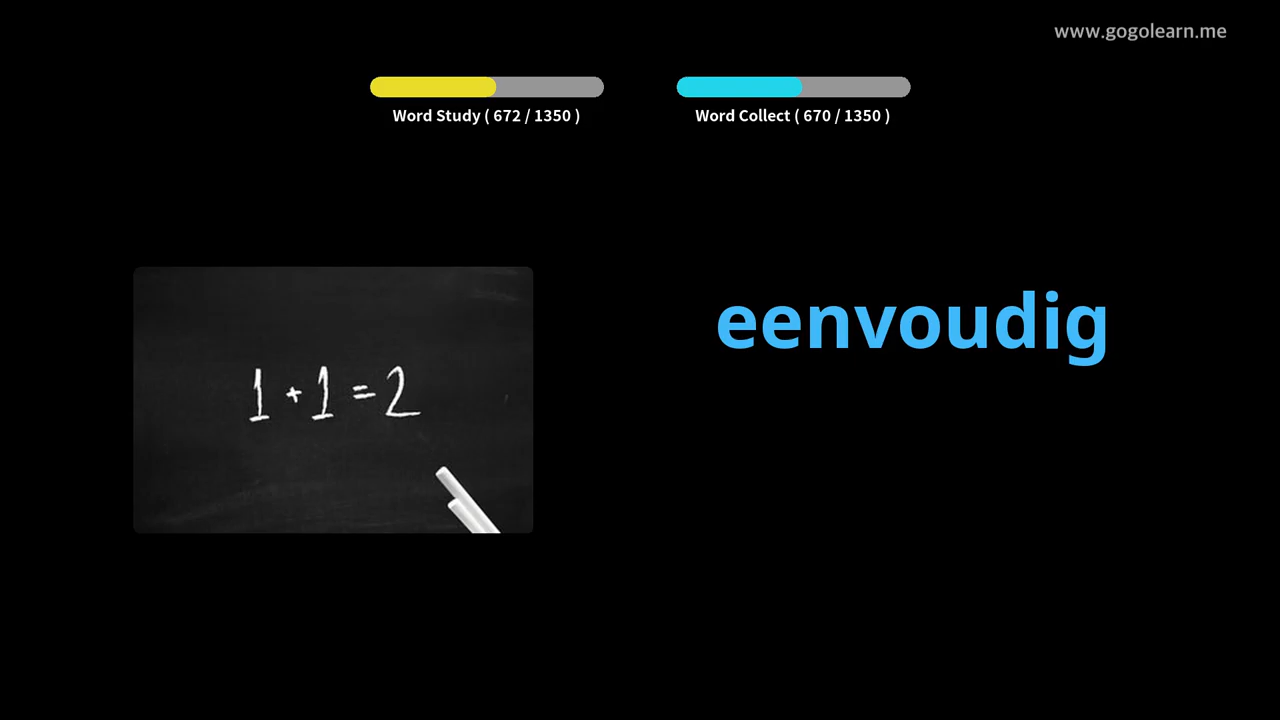 www.gogolearn.me
Word Study ( 672 / 1350 )
Word Collect ( 670 / 1350 )
eenvoudig
1 + 1 = 2